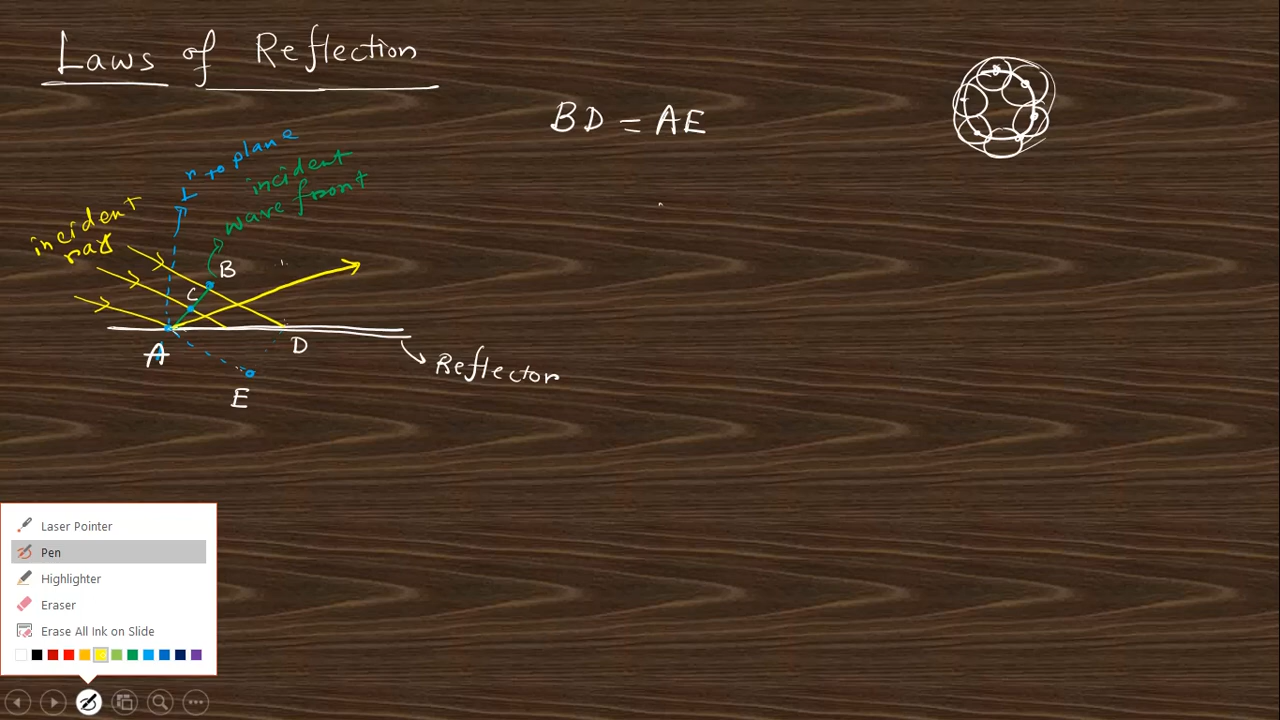 Laws of Reflection
BD = AE
⊥r to plane
incident
wave front
incident
rays
B
C
A
D
E
Reflector
Laser Pointer
Pen
Highlighter
Eraser
Erase All Ink on Slide